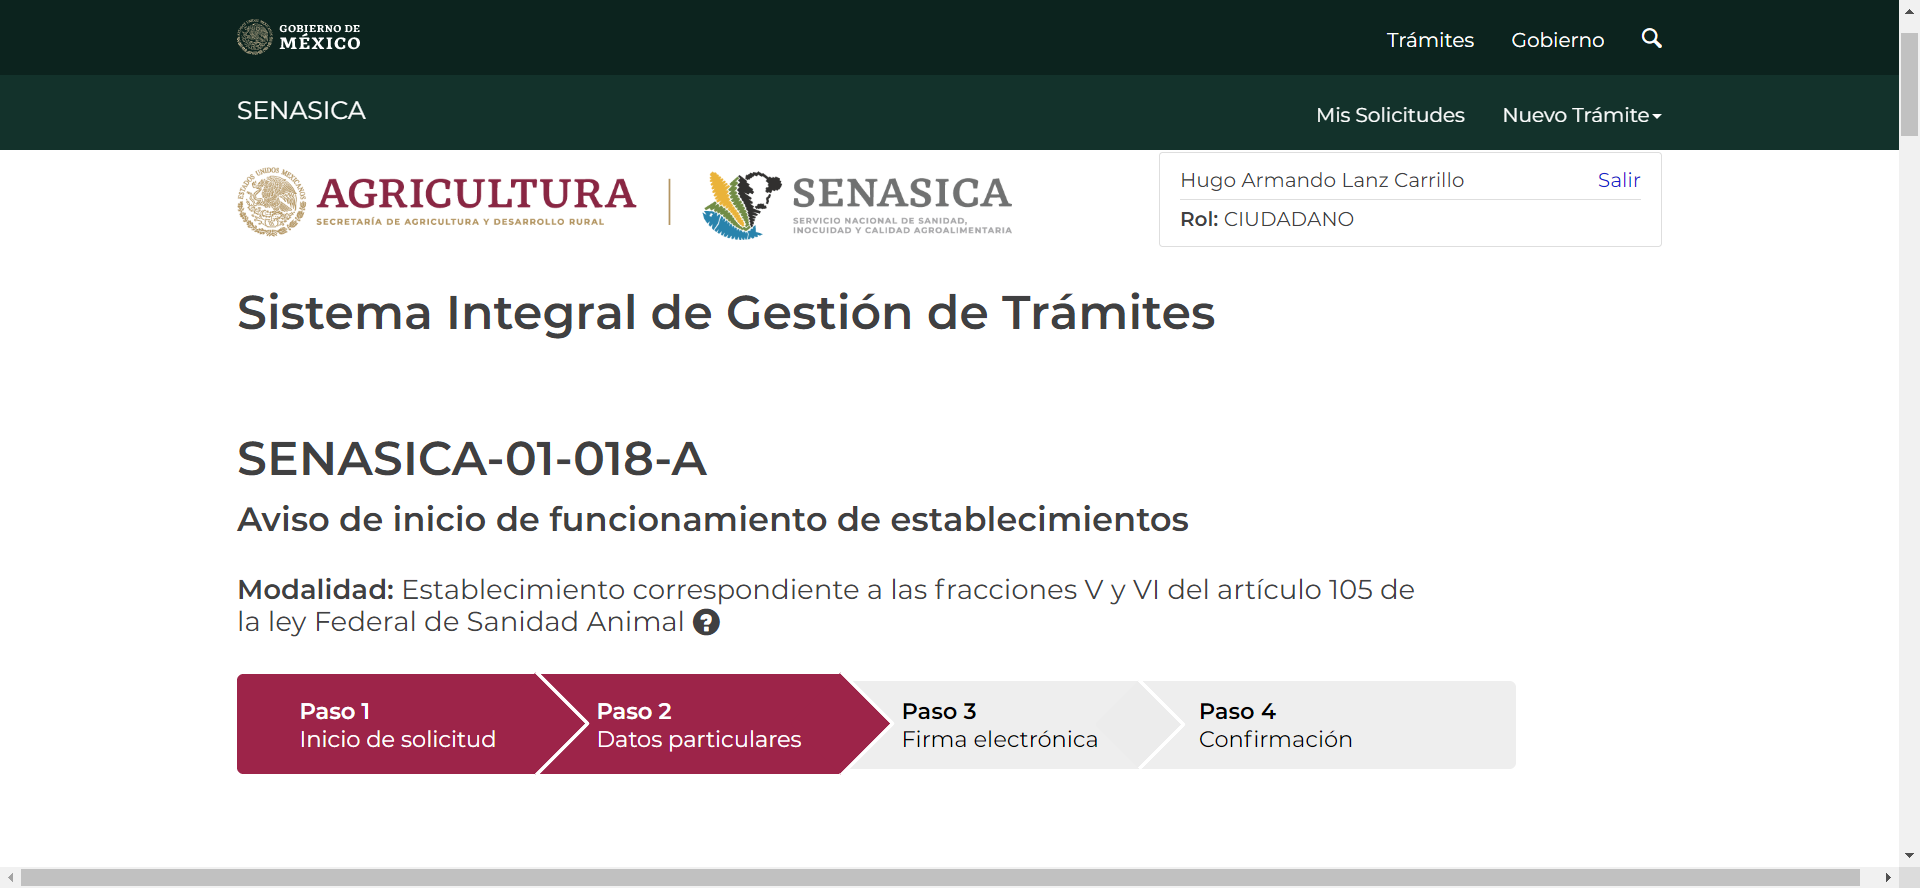 GOBIERNO DE
MÉXICO
Trámites
Gobierno
SENASICA
Mis Solicitudes
Nuevo Trámite
ESTADOS UNIDOS MEXICANOS
AGRICULTURA
SECRETARÍA DE AGRICULTURA Y DESARROLLO RURAL
SENASICA
SERVICIO NACIONAL DE SANIDAD,
INOCUIDAD Y CALIDAD AGROALIMENTARIA
Hugo Armando Lanz Carrillo
Salir
Rol: CIUDADANO
Sistema Integral de Gestión de Trámites
SENASICA-01-018-A
Aviso de inicio de funcionamiento de establecimientos
Modalidad: Establecimiento correspondiente a las fracciones V y VI del artículo 105 de
la ley Federal de Sanidad Animal ?
Paso 1
Inicio de solicitud
Paso 2
Datos particulares
Paso 3
Firma electrónica
Paso 4
Confirmación